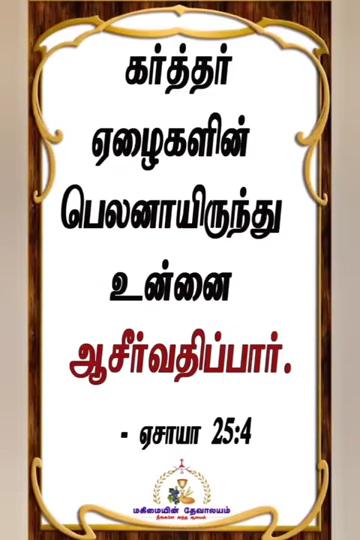 கர்த்தர்
ஏழைகளின்
பெலனாயிருந்து
உன்னை
ஆசீர்வதிப்பார்.
- ஏசாயா 25:4
மகிமையின் தேவாலயம்